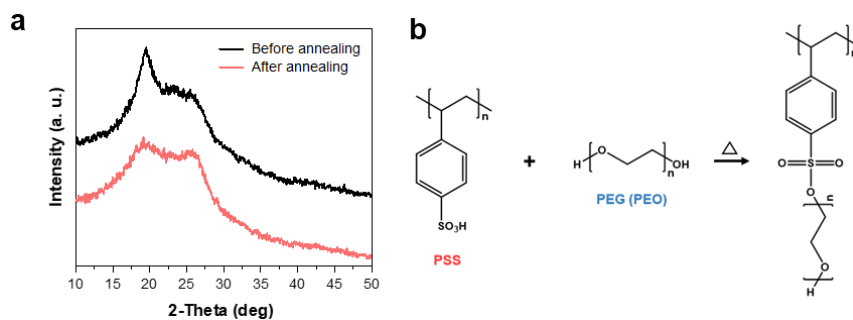 a
Before annealing
After annealing
Intensity (a. u.)
10 15 20 25 30 35 40 45 50
2-Theta (deg)
b
n
SO3H
PSS
+
H
O
OH
n
PEG (PEO)
△
n
O S O
O
n
O
H